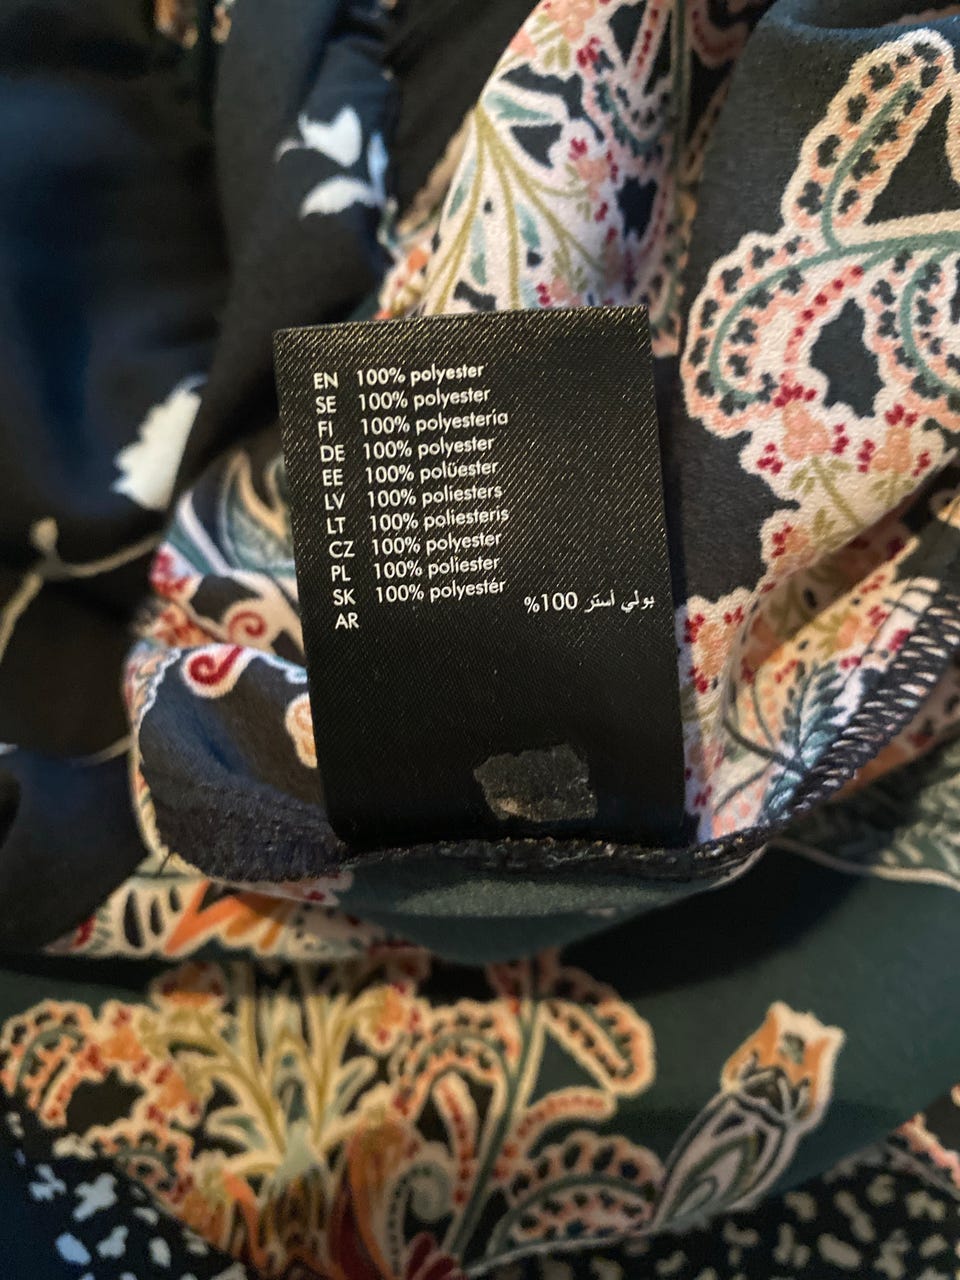 EN 100% polyester
SE 100% polyester
FI 100% polyesteria
DE 100% polyester
EE 100% polüester
LV 100% poliesters
LT 100% poliesteris
CZ 100% polyester
PL 100% poliester
SK 100% polyestér
AR بولي استر 100%